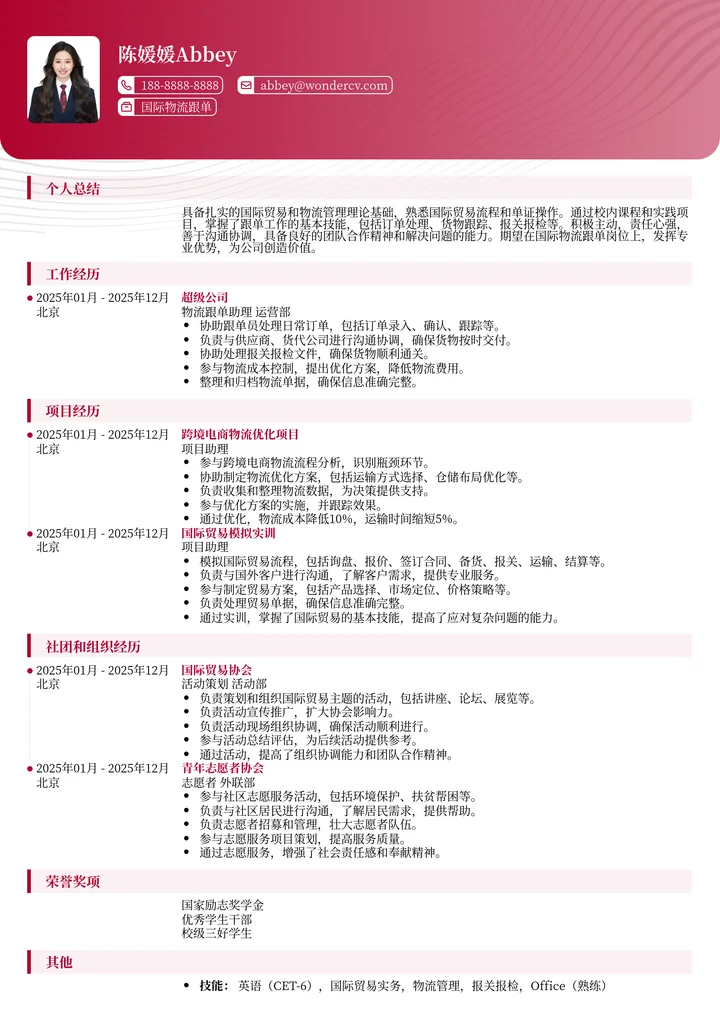 陈媛媛Abbey
188-8888-8888
abbey@wondercv.com
国际物流跟单
个人总结
具备扎实的国际贸易和物流管理理论基础，熟悉国际贸易流程和单证操作。通过校内课程和实践项
目，掌握了跟单工作的基本技能，包括订单处理、货物跟踪、报关报检等。积极主动，责任心强，
善于沟通协调，具备良好的团队合作精神和解决问题的能力。期望在国际物流跟单岗位上，发挥专
业优势，为公司创造价值。
工作经历
2025年01月 - 2025年12月
北京
超级公司
物流跟单助理 运营部
• 协助跟单员处理日常订单，包括订单录入、确认、跟踪等。
• 负责与供应商、货代公司进行沟通协调，确保货物按时交付。
• 协助处理报关报检文件，确保货物顺利通关。
• 参与物流成本控制，提出优化方案，降低物流费用。
• 整理和归档物流单据，确保信息准确完整。
项目经历
2025年01月 - 2025年12月
北京
跨境电商物流优化项目
项目助理
• 参与跨境电商物流流程分析，识别瓶颈环节。
• 协助制定物流优化方案，包括运输方式选择、仓储布局优化等。
• 负责收集和整理物流数据，为决策提供支持。
• 参与优化方案的实施，并跟踪效果。
• 通过优化，物流成本降低10%，运输时间缩短5%。
2025年01月 - 2025年12月
北京
国际贸易模拟实训
项目助理
• 模拟国际贸易流程，包括询盘、报价、签订合同、备货、报关、运输、结算等。
• 负责与国外客户进行沟通，了解客户需求，提供专业服务。
• 参与制定贸易方案，包括产品选择、市场定位、价格策略等。
• 负责处理贸易单据，确保信息准确完整。
• 通过实训，掌握了国际贸易的基本技能，提高了应对复杂问题的能力。
社团和组织经历
2025年01月 - 2025年12月
北京
国际贸易协会
活动策划 活动部
• 负责策划和组织国际贸易主题的活动，包括讲座、论坛、展览等。
• 负责活动宣传推广，扩大协会影响力。
• 负责活动现场组织协调，确保活动顺利进行。
• 参与活动总结评估，为后续活动提供参考。
• 通过活动，提高了组织协调能力和团队合作精神。
2025年01月 - 2025年12月
北京
青年志愿者协会
志愿者 外联部
• 参与社区志愿服务活动，包括环境保护、扶贫帮困等。
• 负责与社区居民进行沟通，了解居民需求，提供帮助。
• 负责志愿者招募和管理，壮大志愿者队伍。
• 参与志愿服务项目策划，提高服务质量。
• 通过志愿服务，增强了社会责任感和奉献精神。
荣誉奖项
国家励志奖学金
优秀学生干部
校级三好学生
其他
• 技能： 英语（CET-6），国际贸易实务，物流管理，报关报检，Office（熟练）